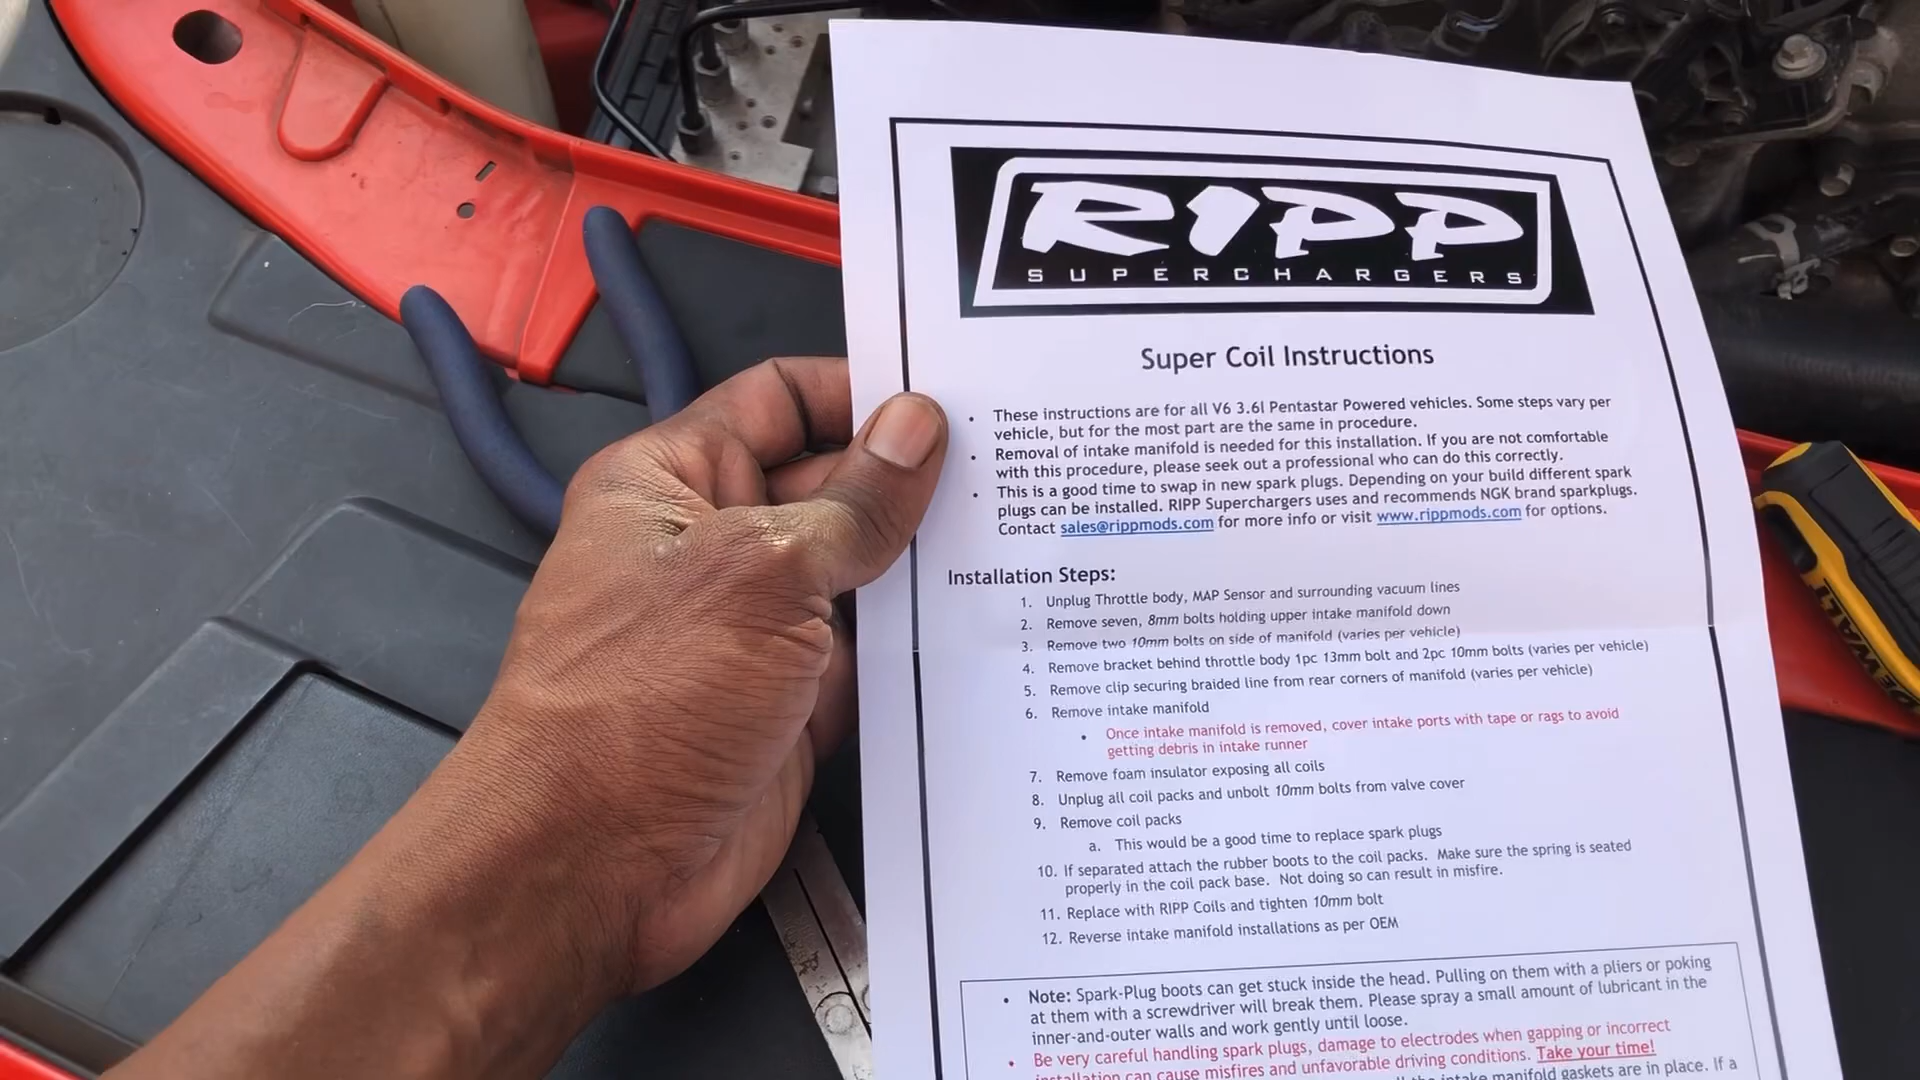 RIPP
SUPERCHARGERS
Super Coil Instructions
• These instructions are for all V6 3.6l Pentastar Powered vehicles. Some steps vary per
vehicle, but for the most part are the same in procedure.
• Removal of intake manifold is needed for this installation. If you are not comfortable
with this procedure, please seek out a professional who can do this correctly.
• This is a good time to swap in new spark plugs. Depending on your build different spark
plugs can be installed. RIPP Superchargers uses and recommends NGK brand sparkplugs.
Contact sales@rippmods.com for more info or visit www.rippmods.com for options.
Installation Steps:
1. Unplug Throttle body, MAP Sensor and surrounding vacuum lines
2. Remove seven, 8mm bolts holding upper intake manifold down
3. Remove two 10mm bolts on side of manifold (varies per vehicle)
4. Remove bracket behind throttle body 1pc 13mm bolt and 2pc 10mm bolts (varies per vehicle)
5. Remove clip securing braided line from rear corners of manifold (varies per vehicle)
6. Remove intake manifold
• Once intake manifold is removed, cover intake ports with tape or rags to avoid
getting debris in intake runner
7. Remove foam insulator exposing all coils
8. Unplug all coil packs and unbolt 10mm bolts from valve cover
9. Remove coil packs
a. This would be a good time to replace spark plugs
10. If separated attach the rubber boots to the coil packs. Make sure the spring is seated
properly in the coil pack base. Not doing so can result in misfire.
11. Replace with RIPP Coils and tighten 10mm bolt
12. Reverse intake manifold installations as per OEM
• Note: Spark-Plug boots can get stuck inside the head. Pulling on them with a pliers or poking
at them with a screwdriver will break them. Please spray a small amount of lubricant in the
inner-and-outer walls and work gently until loose.
• Be very careful handling spark plugs, damage to electrodes when gapping or incorrect
installation can cause misfires and unfavorable driving conditions. Take your time!
the intake manifold gaskets are in place. If a
DEWALT